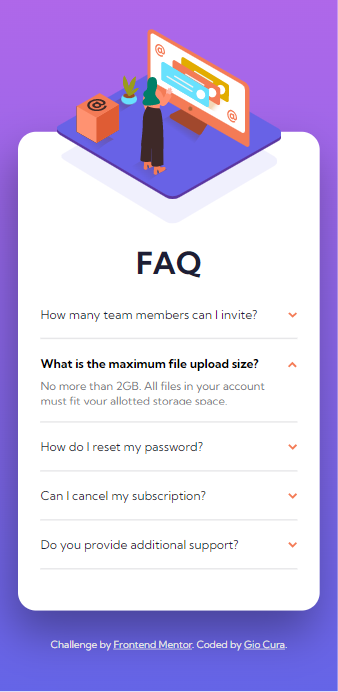 FAQ
How many team members can I invite?
What is the maximum file upload size?
No more than 2GB. All files in your account
must fit your allotted storage space.
How do I reset my password?
Can I cancel my subscription?
Do you provide additional support?
Challenge by Frontend Mentor. Coded by Gio Cura.